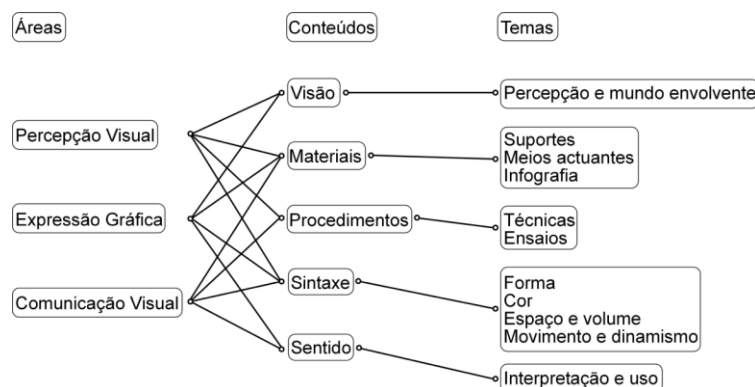 Áreas
Conteúdos
Temas
Visão
Percepção e mundo envolvente
Percepção Visual
Materiais
Suportes
Meios actuantes
Infografia
Expressão Gráfica
Procedimentos
Técnicas
Ensaios
Comunicação Visual
Sintaxe
Forma
Cor
Espaço e volume
Movimento e dinamismo
Sentido
Interpretação e uso